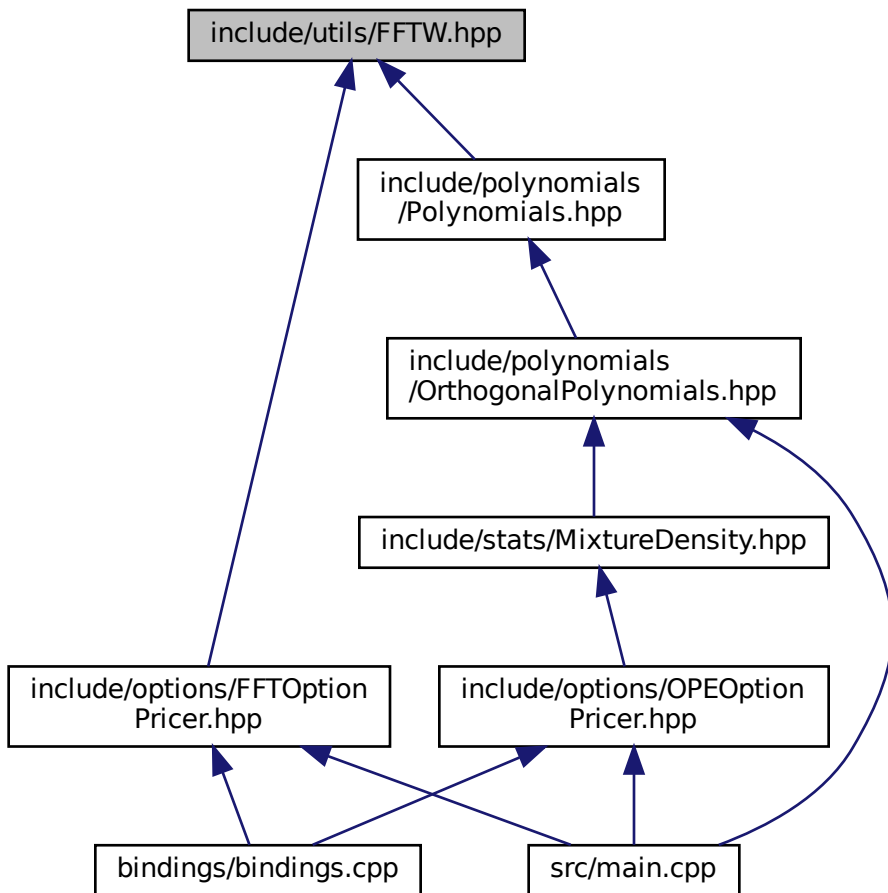 include/utils/FFTW.hpp
include/polynomials
/Polynomials.hpp
include/polynomials
/OrthogonalPolynomials.hpp
include/stats/MixtureDensity.hpp
include/options/FFTOption
Pricer.hpp
include/options/OPEOption
Pricer.hpp
bindings/bindings.cpp
src/main.cpp